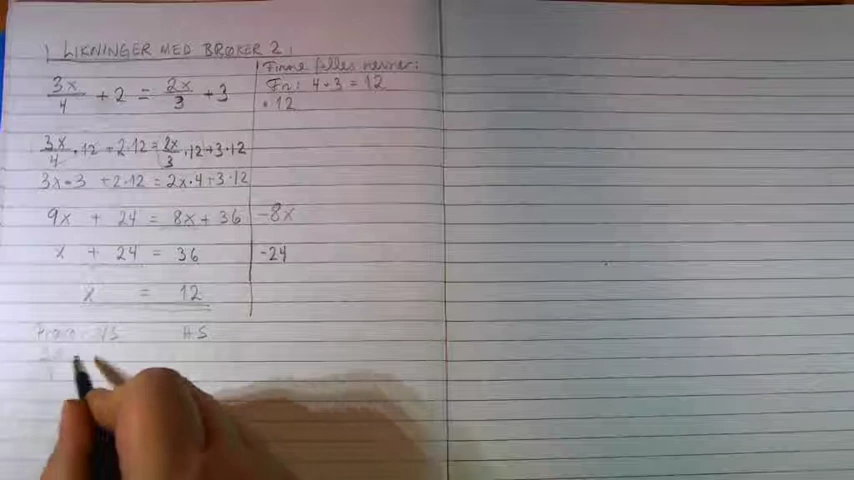 1 LIKNINGER MED BRØKER 2.
Finne felles nevner:
3x/4 + 2 = 2x/3 + 3
Fn: 4·3 = 12
·12
3x/4 ·12 +2·12 = 2x/3 ·12+3·12
3x·3 +2·12 = 2x·4+3·12
9x + 24 = 8x + 36 -8x
x + 24 = 36 -24
x = 12
VS HS